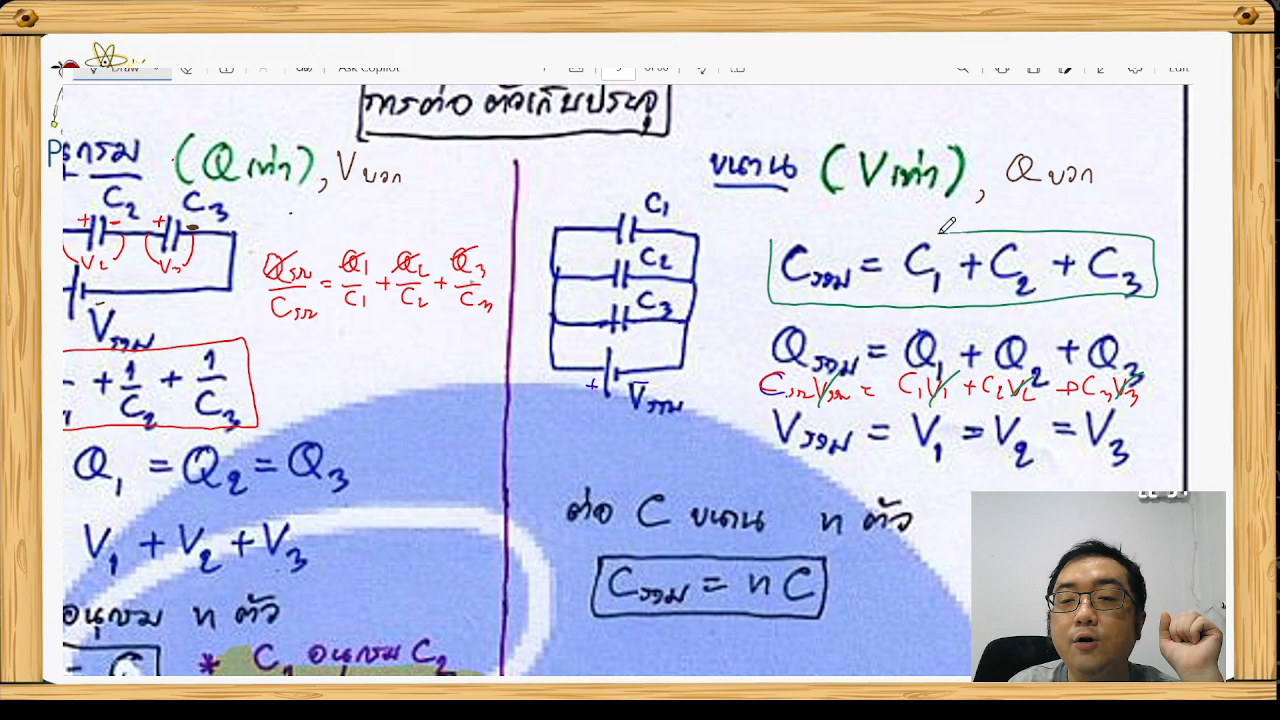 การต่อ ตัวเก็บประจุ
นุกรม (Q เท่า), V บวก
C2 C3
+ - +
V2 V3
Vรวม
Qรวม/Cรวม = Q1/C1 + Q2/C2 + Q3/C3
+ 1/C2 + 1/C3
Q1 = Q2 = Q3
V1 + V2 + V3
อนุกรม n ตัว
= C
* C1 อนุกรม C2
ขนาน (V เท่า), Q บวก
C1
C2
C3
+ - Vรวม
Cรวม = C1 + C2 + C3
Qรวม = Q1 + Q2 + Q3
CรวมVรวม = C1V1 + C2V2 + C3V3
Vรวม = V1 = V2 = V3
ต่อ C ขนาน n ตัว
Cรวม = n C